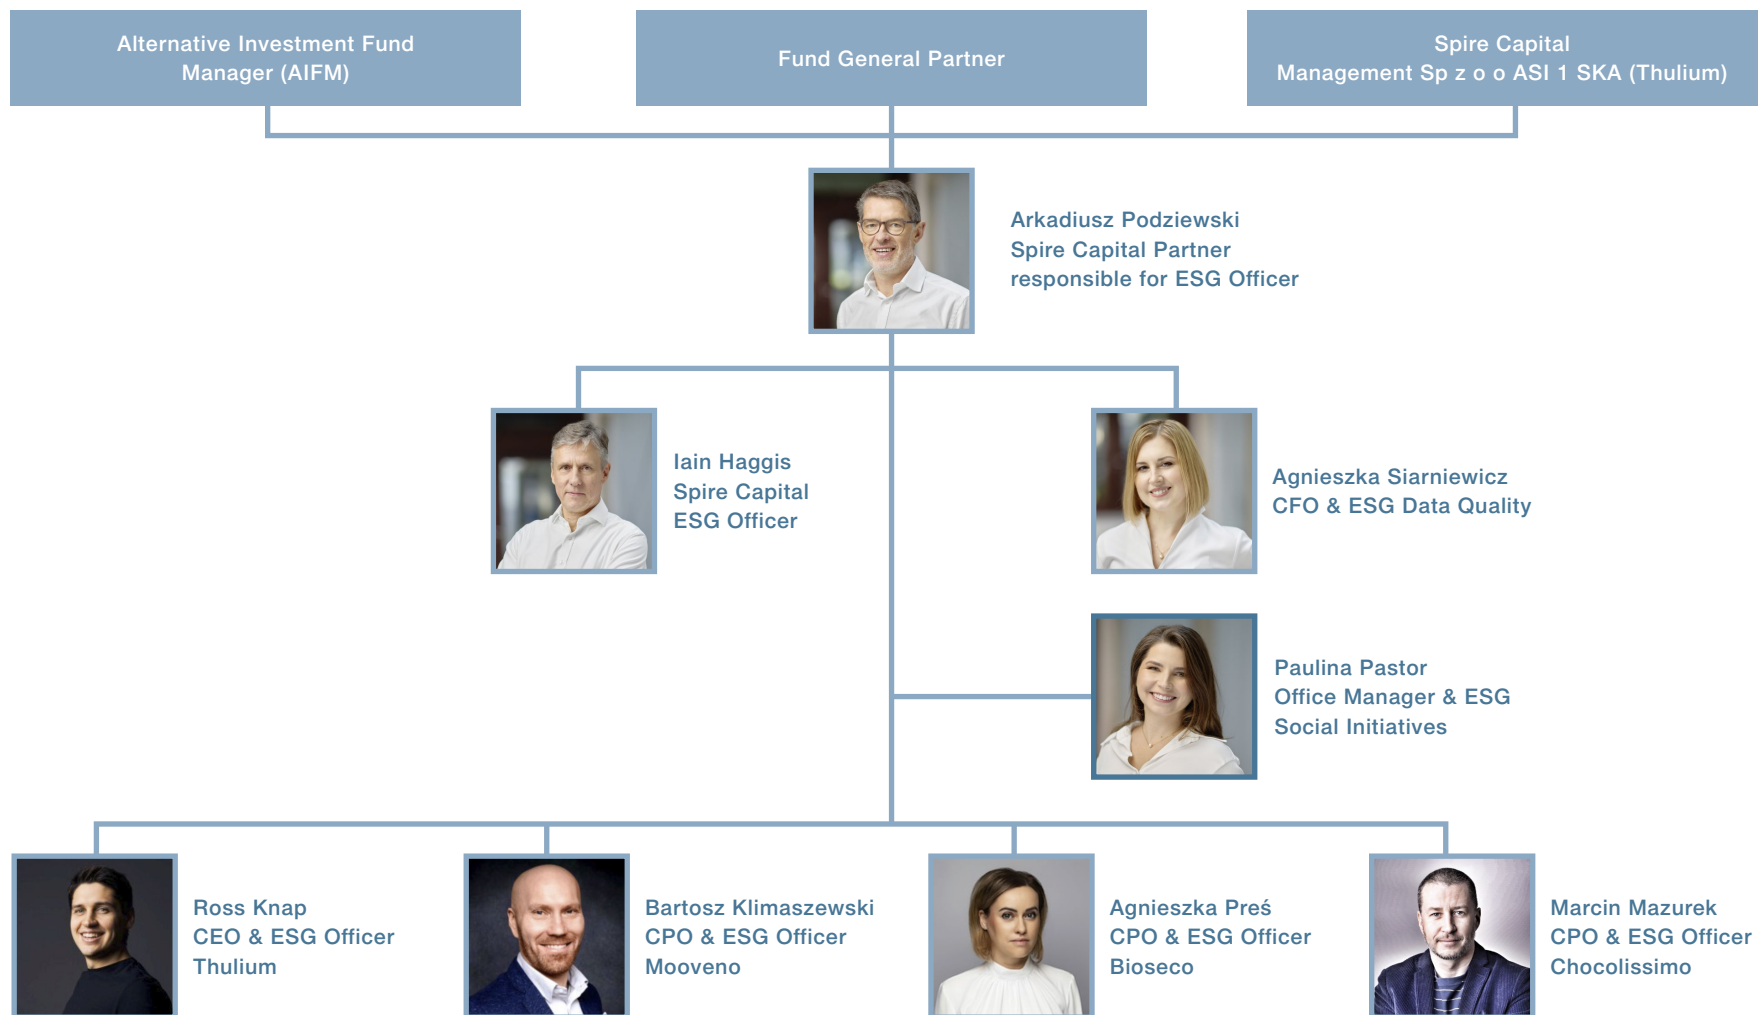 Alternative Investment Fund
Manager (AIFM)
Fund General Partner
Spire Capital
Management Sp z o o ASI 1 SKA (Thulium)
Arkadiusz Podziewski
Spire Capital Partner
responsible for ESG Officer
Iain Haggis
Spire Capital
ESG Officer
Agnieszka Siarniewicz
CFO & ESG Data Quality
Paulina Pastor
Office Manager & ESG
Social Initiatives
Ross Knap
CEO & ESG Officer
Thulium
Bartosz Klimaszewski
CPO & ESG Officer
Mooveno
Agnieszka Preś
CPO & ESG Officer
Bioseco
Marcin Mazurek
CPO & ESG Officer
Chocolissimo